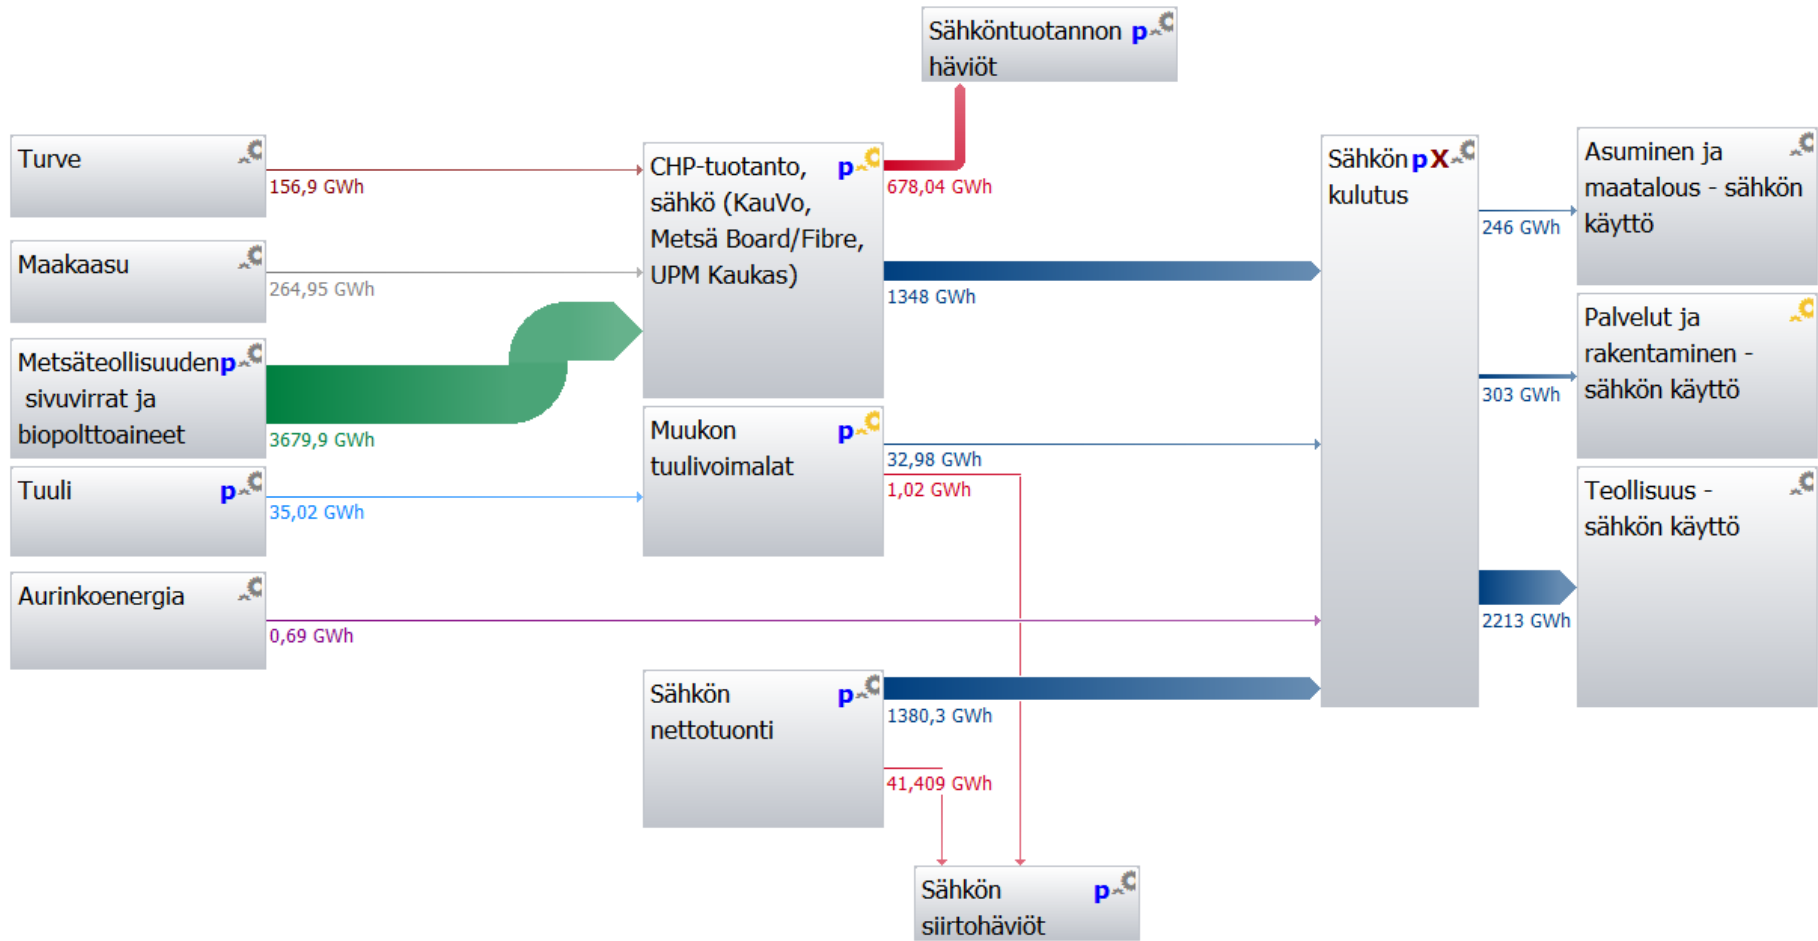 Sähköntuotannon p
häviöt
Turve
156,9 GWh
Maakaasu
264,95 GWh
Metsäteollisuuden p
sivuvirrat ja
biopolttoaineet
3679,9 GWh
Tuuli p
35,02 GWh
Aurinkoenergia
0,69 GWh
CHP-tuotanto, p
sähkö (KauVo,
Metsä Board/Fibre,
UPM Kaukas)
678,04 GWh
1348 GWh
Muukon p
tuulivoimalat
32,98 GWh
1,02 GWh
Sähkön p
nettotuonti
1380,3 GWh
41,409 GWh
Sähkön p
siirtohäviöt
Sähkön p X
kulutus
246 GWh
303 GWh
2213 GWh
Asuminen ja
maatalous - sähkön
käyttö
Palvelut ja
rakentaminen -
sähkön käyttö
Teollisuus -
sähkön käyttö